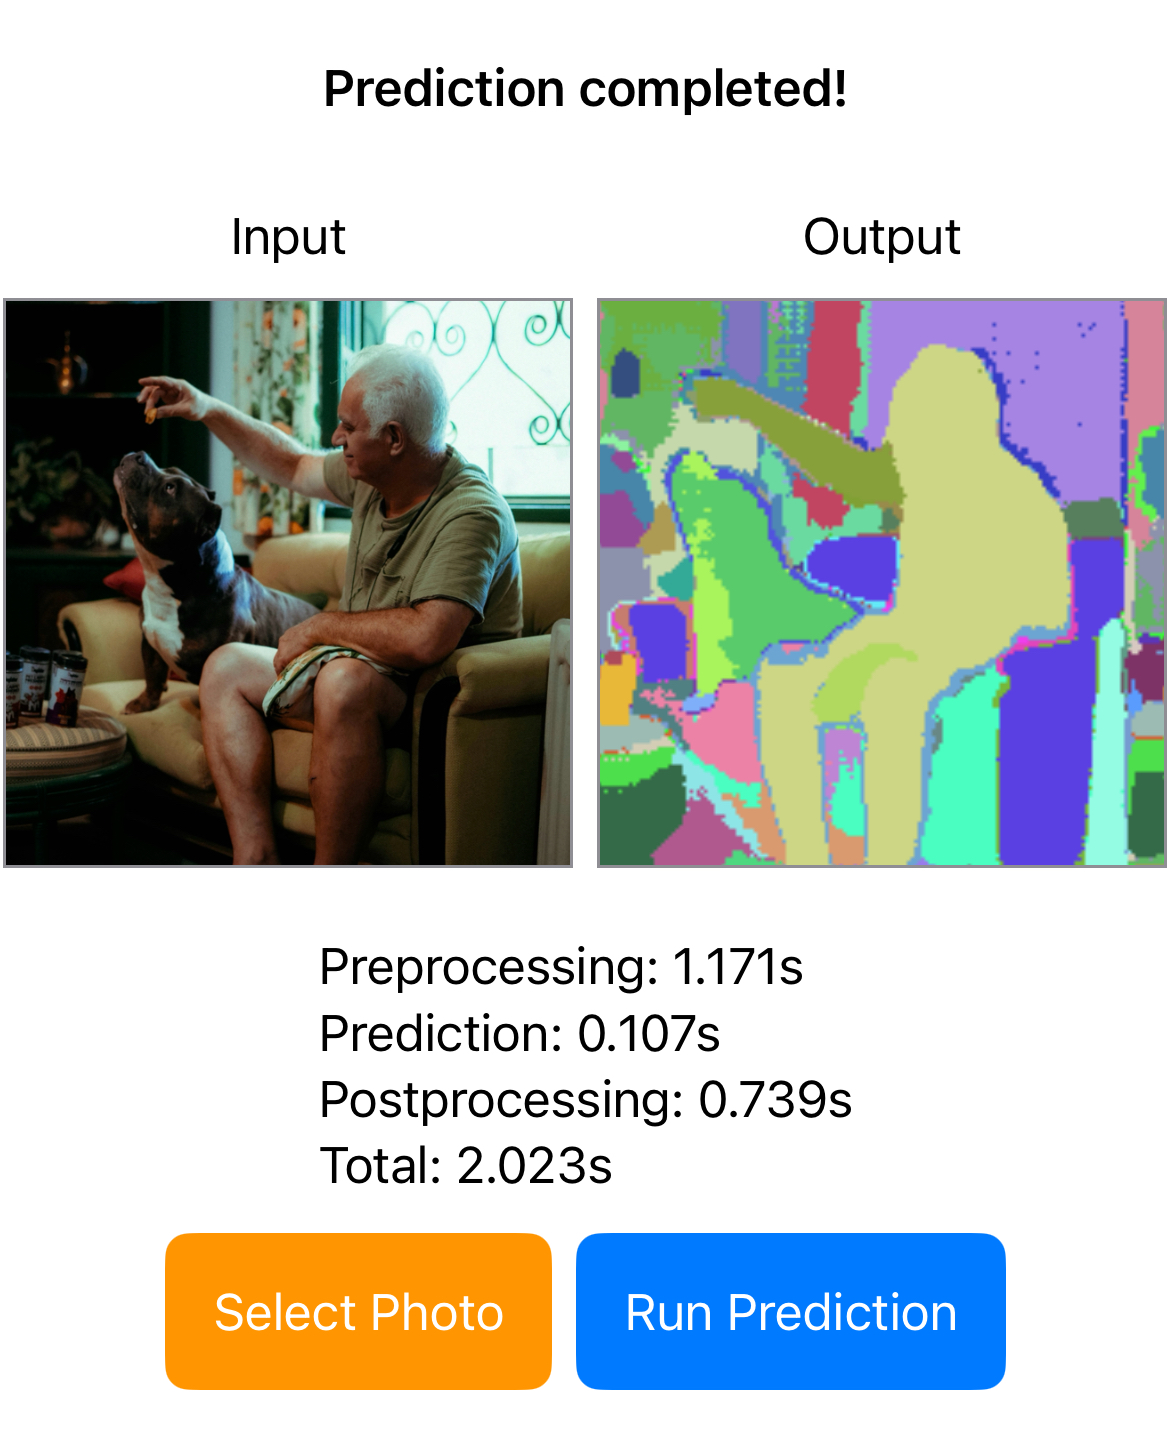 Prediction completed!
Input
Output
Preprocessing: 1.171s
Prediction: 0.107s
Postprocessing: 0.739s
Total: 2.023s
Select Photo
Run Prediction